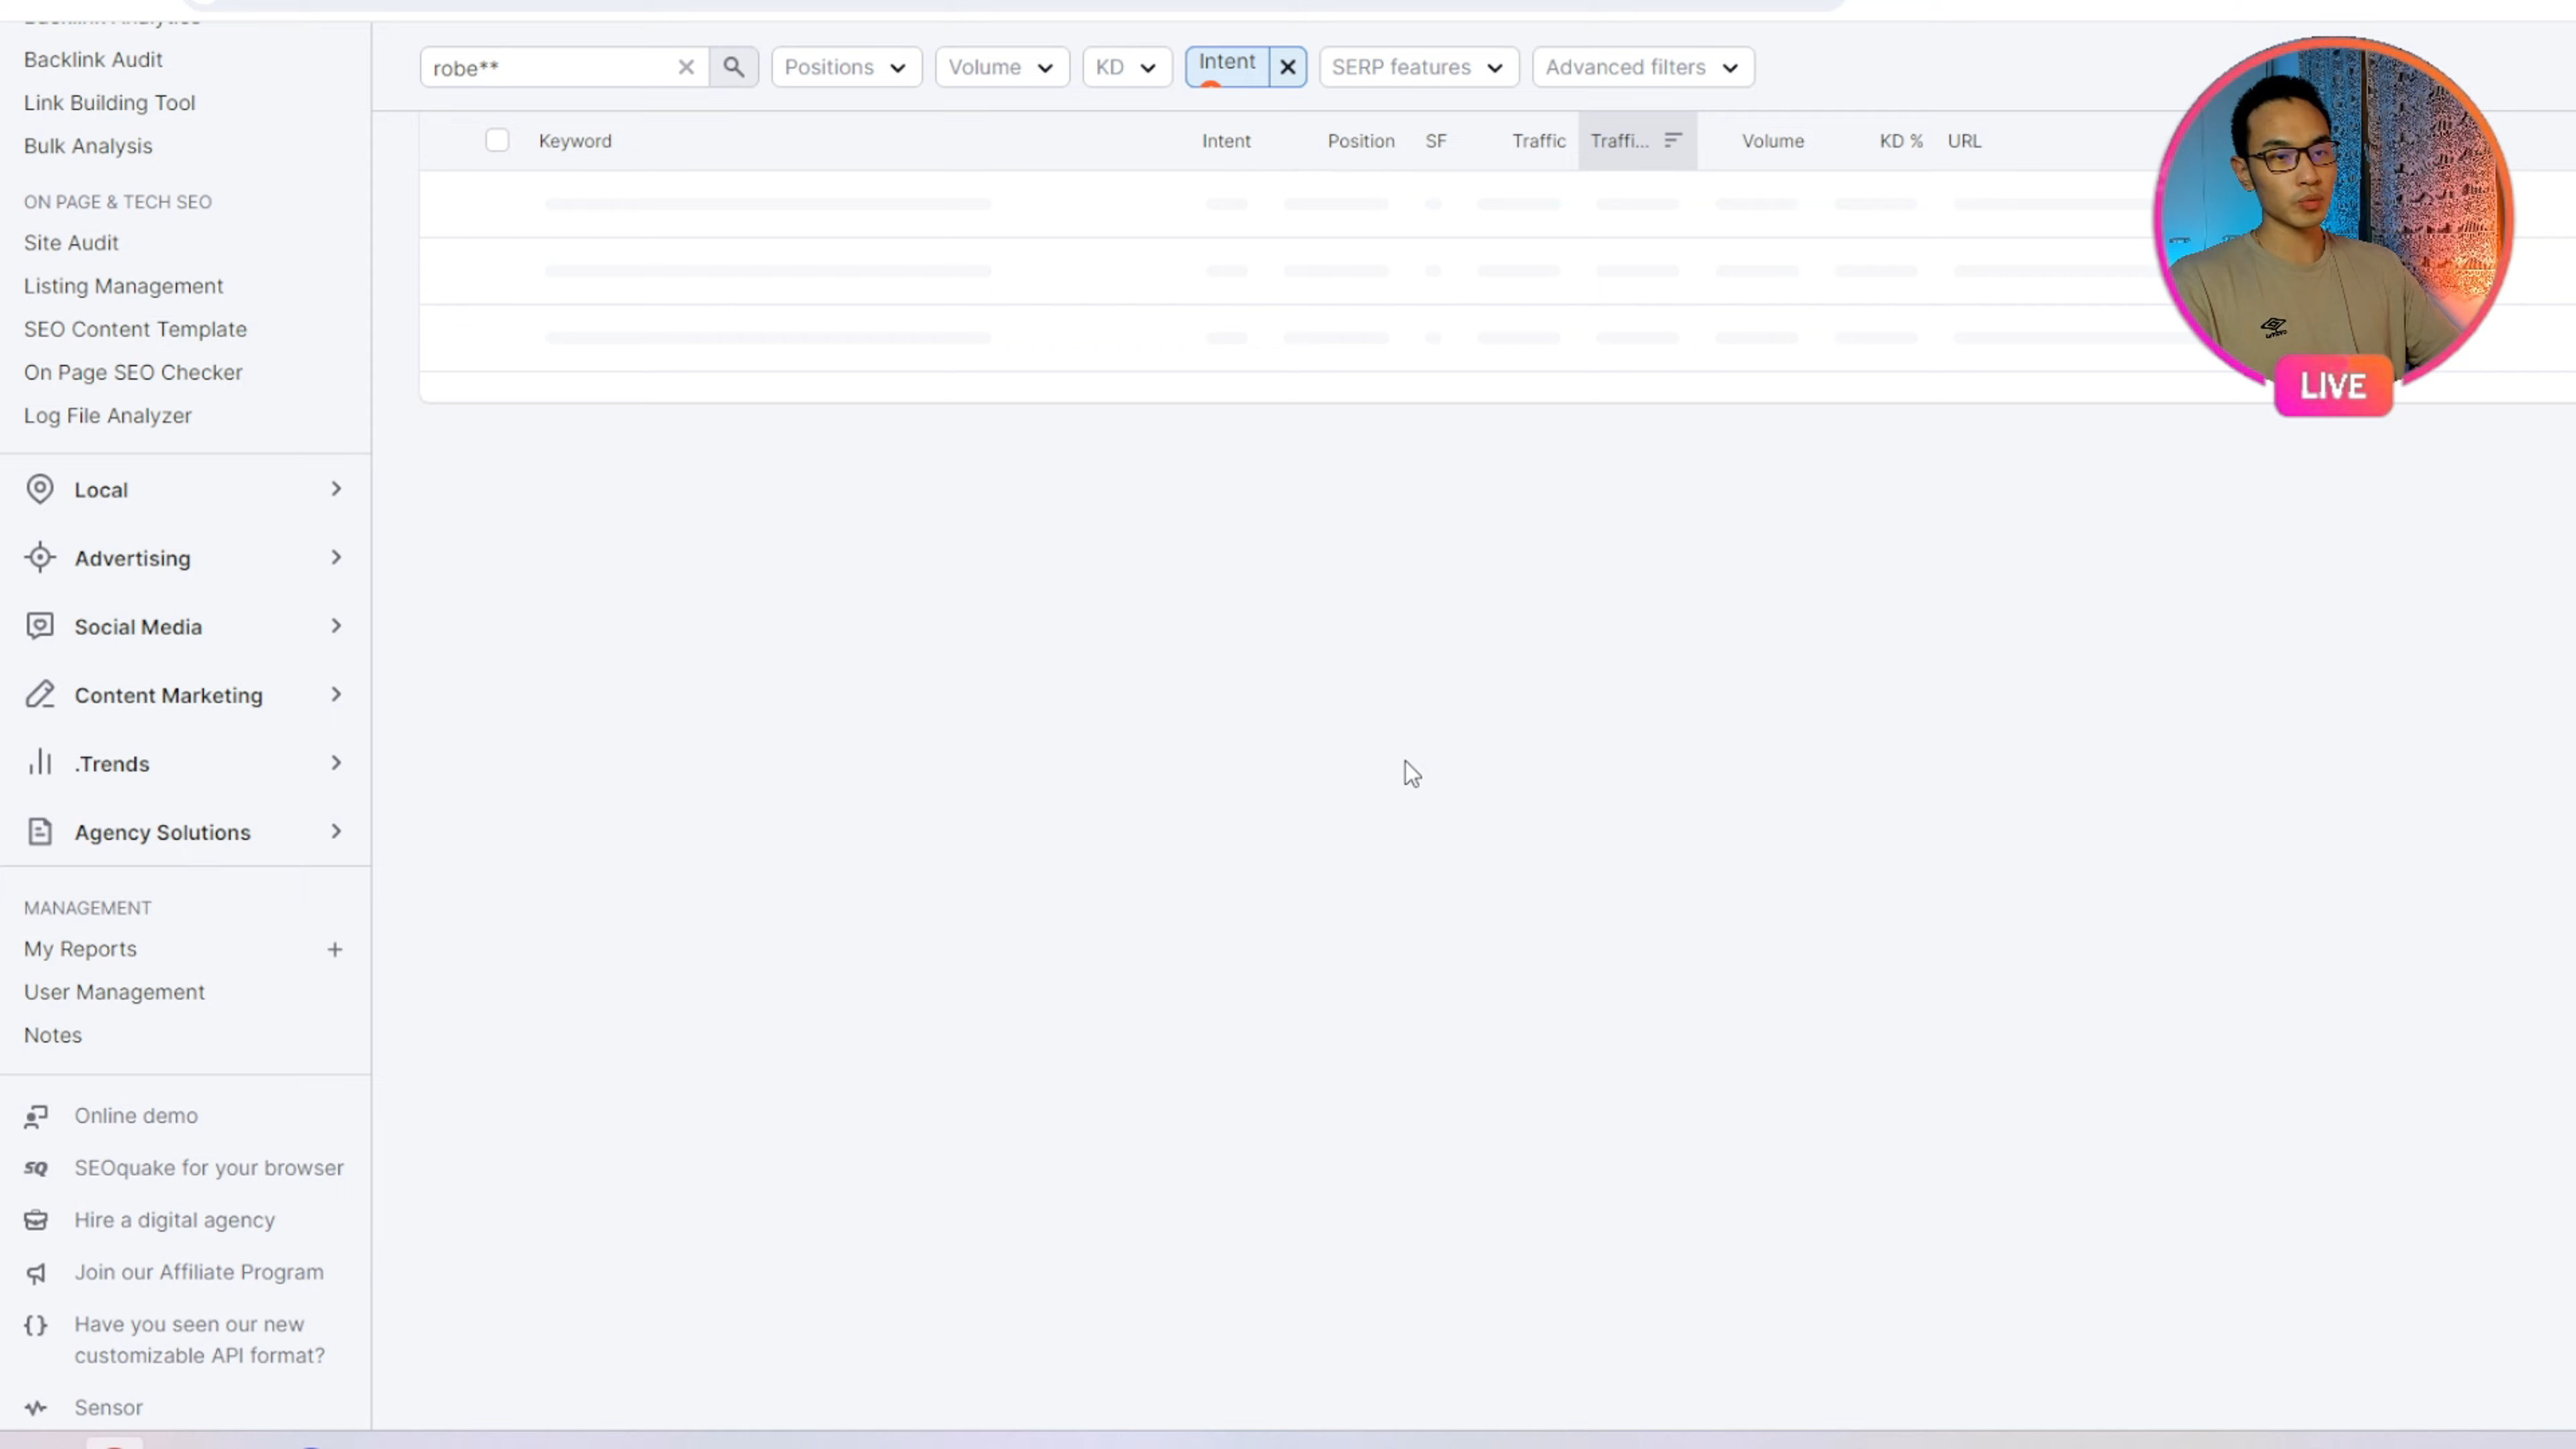 Backlink Analytics
Backlink Audit
Link Building Tool
Bulk Analysis
ON PAGE & TECH SEO
Site Audit
Listing Management
SEO Content Template
On Page SEO Checker
Log File Analyzer
Local
Advertising
Social Media
Content Marketing
.Trends
Agency Solutions
MANAGEMENT
My Reports
User Management
Notes
Online demo
SQ SEOquake for your browser
Hire a digital agency
Join our Affiliate Program
Have you seen our new
customizable API format?
Sensor
robe** Positions Volume KD Intent SERP features Advanced filters
Keyword Intent Position SF Traffic Traffi... Volume KD % URL
umbro
LIVE